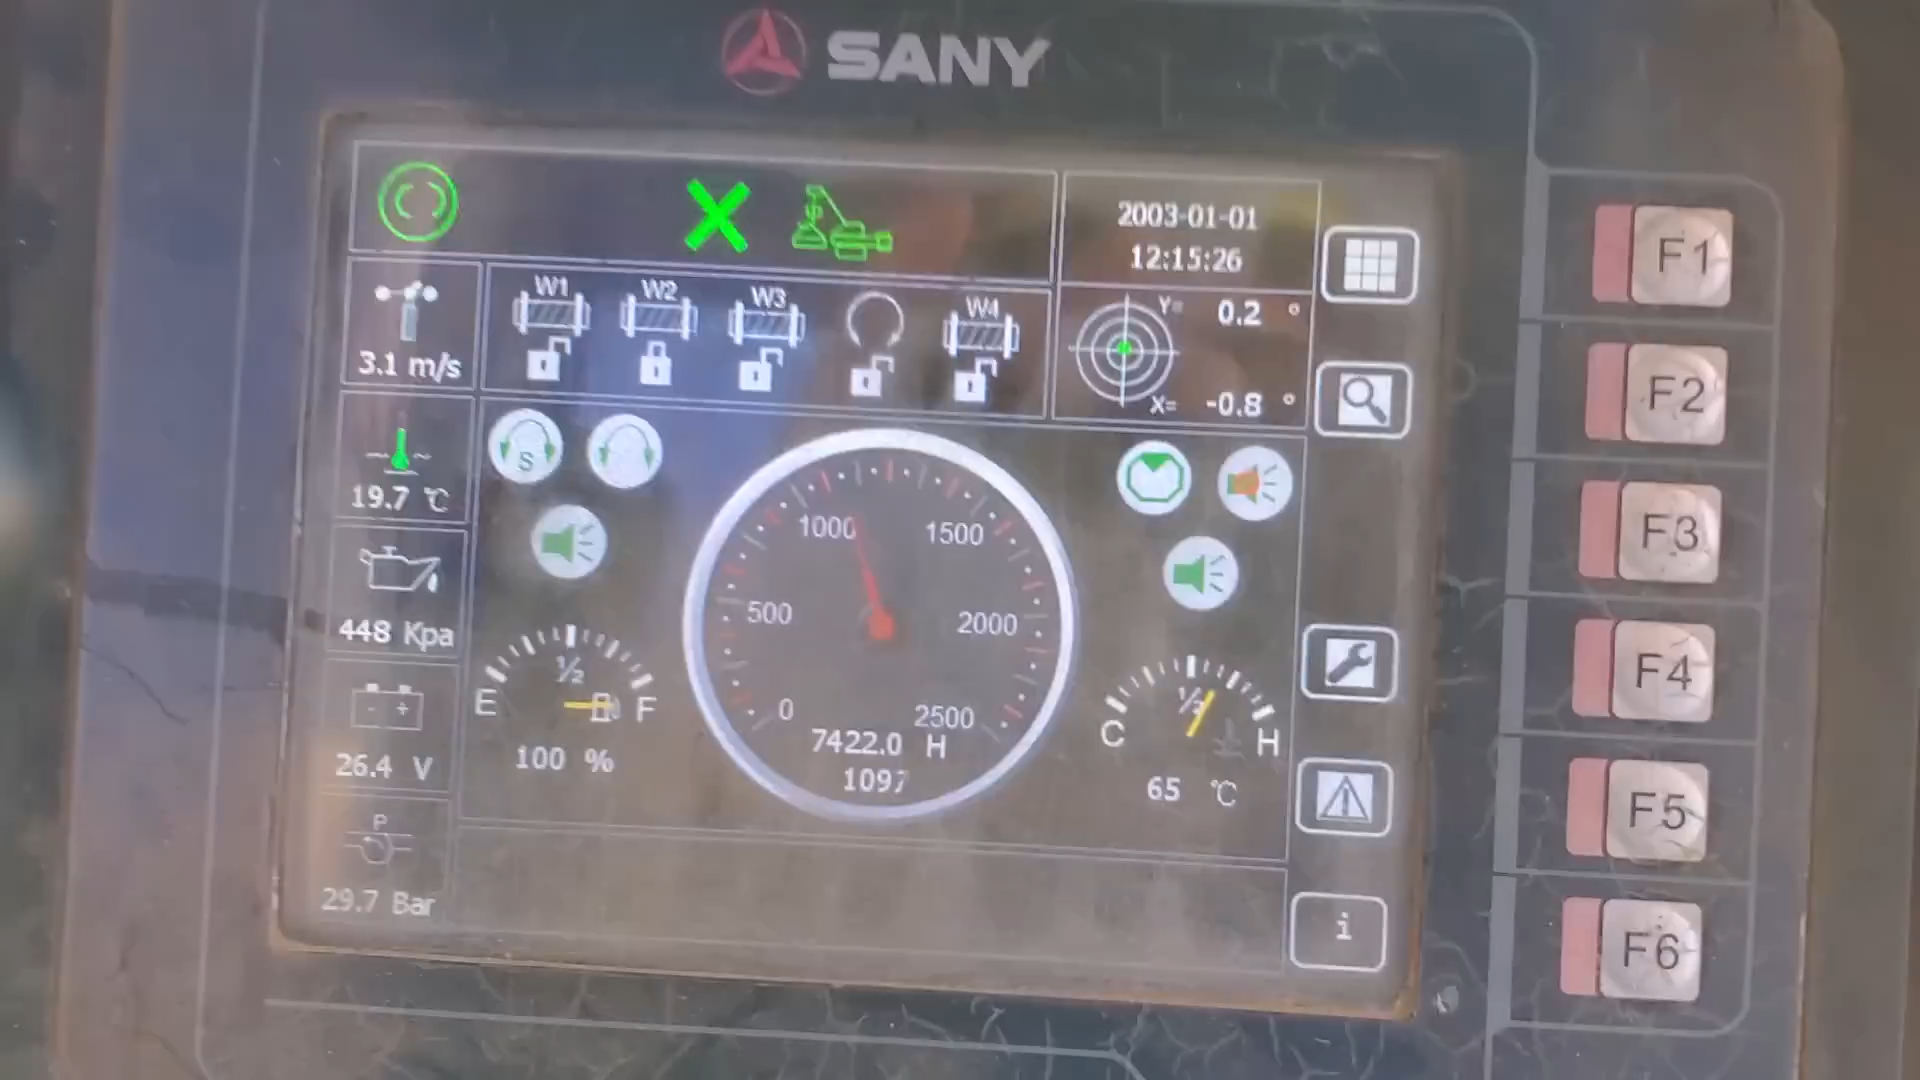 SANY
2003-01-01
12:15:26
3.1 m/s
W1 W2 W3 W4
Y= 0.2 °
X= -0.8 °
19.7 ℃
S
448 Kpa
26.4 V
P
29.7 Bar
E 1/2 F
100 %
0 500 1000 1500 2000 2500
7422.0 H
1097
C 1/2 H
65 ℃
i
F1
F2
F3
F4
F5
F6